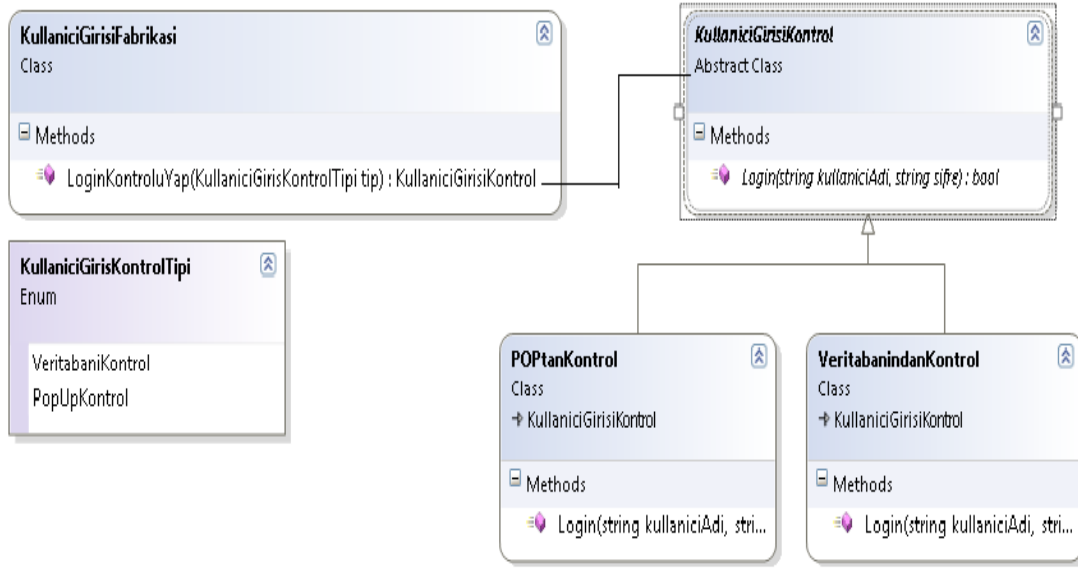 KullaniciGirisiFabrikasi
Class
Methods
LoginKontroluYap(KullaniciGirisKontrolTipi tip) : KullaniciGirisiKontrol
KullaniciGirisiKontrol
Abstract Class
Methods
Login(string kullaniciAdi, string sifre) : bool
KullaniciGirisKontrolTipi
Enum
VeritabaniKontrol
PopUpKontrol
POPtanKontrol
Class
KullaniciGirisiKontrol
Methods
Login(string kullaniciAdi, stri...
VeritabanindanKontrol
Class
KullaniciGirisiKontrol
Methods
Login(string kullaniciAdi, stri...